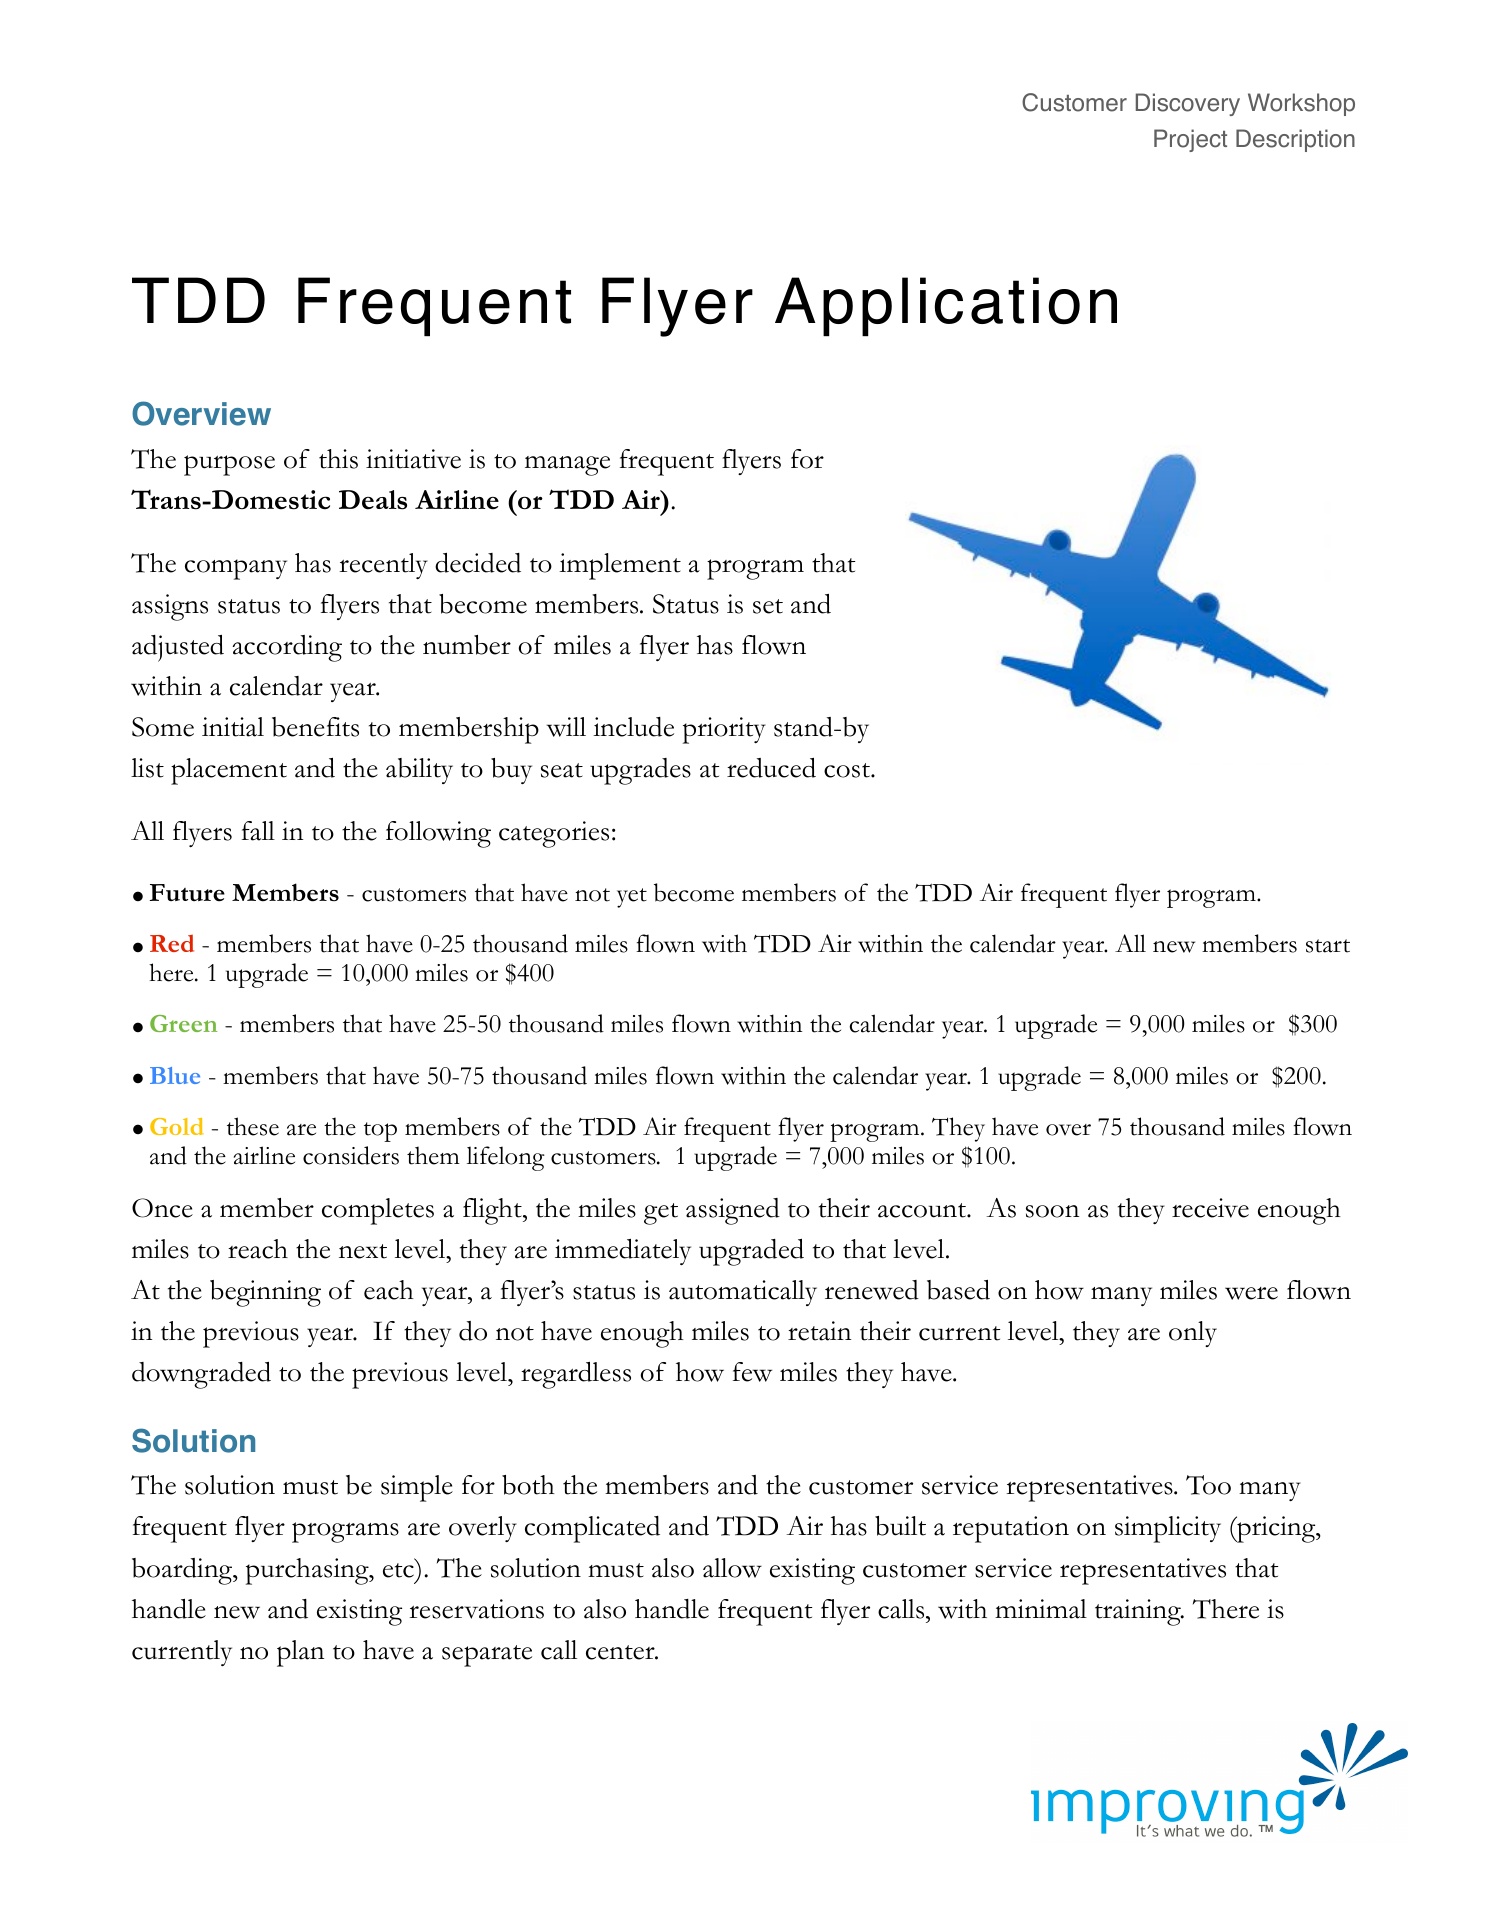 Customer Discovery Workshop
Project Description
TDD Frequent Flyer Application
Overview
The purpose of this initiative is to manage frequent flyers for
Trans-Domestic Deals Airline (or TDD Air).
The company has recently decided to implement a program that
assigns status to flyers that become members. Status is set and
adjusted according to the number of miles a flyer has flown
within a calendar year.
Some initial benefits to membership will include priority stand-by
list placement and the ability to buy seat upgrades at reduced cost.
All flyers fall in to the following categories:
• Future Members - customers that have not yet become members of the TDD Air frequent flyer program.
• Red - members that have 0-25 thousand miles flown with TDD Air within the calendar year. All new members start
here. 1 upgrade = 10,000 miles or $400
• Green - members that have 25-50 thousand miles flown within the calendar year. 1 upgrade = 9,000 miles or $300
• Blue - members that have 50-75 thousand miles flown within the calendar year. 1 upgrade = 8,000 miles or $200.
• Gold - these are the top members of the TDD Air frequent flyer program. They have over 75 thousand miles flown
and the airline considers them lifelong customers. 1 upgrade = 7,000 miles or $100.
Once a member completes a flight, the miles get assigned to their account. As soon as they receive enough
miles to reach the next level, they are immediately upgraded to that level.
At the beginning of each year, a flyer’s status is automatically renewed based on how many miles were flown
in the previous year. If they do not have enough miles to retain their current level, they are only
downgraded to the previous level, regardless of how few miles they have.
Solution
The solution must be simple for both the members and the customer service representatives. Too many
frequent flyer programs are overly complicated and TDD Air has built a reputation on simplicity (pricing,
boarding, purchasing, etc). The solution must also allow existing customer service representatives that
handle new and existing reservations to also handle frequent flyer calls, with minimal training. There is
currently no plan to have a separate call center.
improving
It's what we do. ™